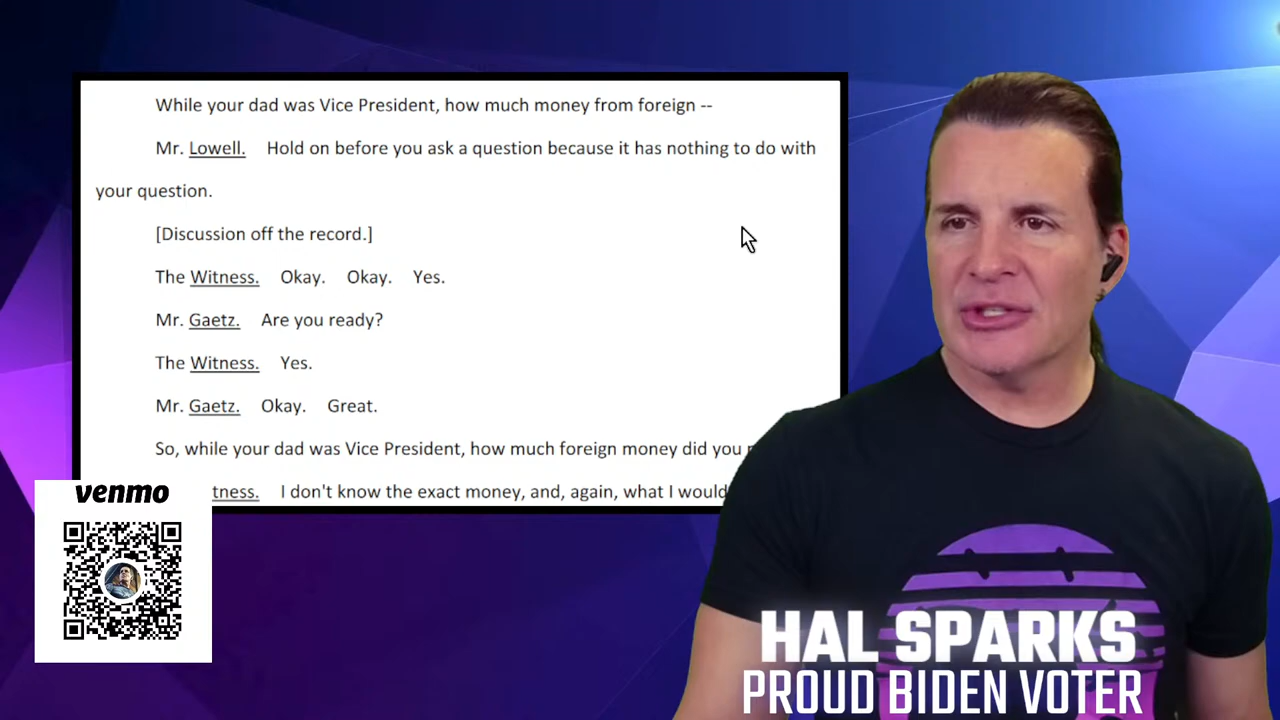 While your dad was Vice President, how much money from foreign --
Mr. Lowell. Hold on before you ask a question because it has nothing to do with
your question.
[Discussion off the record.]
The Witness. Okay. Okay. Yes.
Mr. Gaetz. Are you ready?
The Witness. Yes.
Mr. Gaetz. Okay. Great.
So, while your dad was Vice President, how much foreign money did you
tness. I don't know the exact money, and, again, what I would
venmo
HAL SPARKS
PROUD BIDEN VOTER